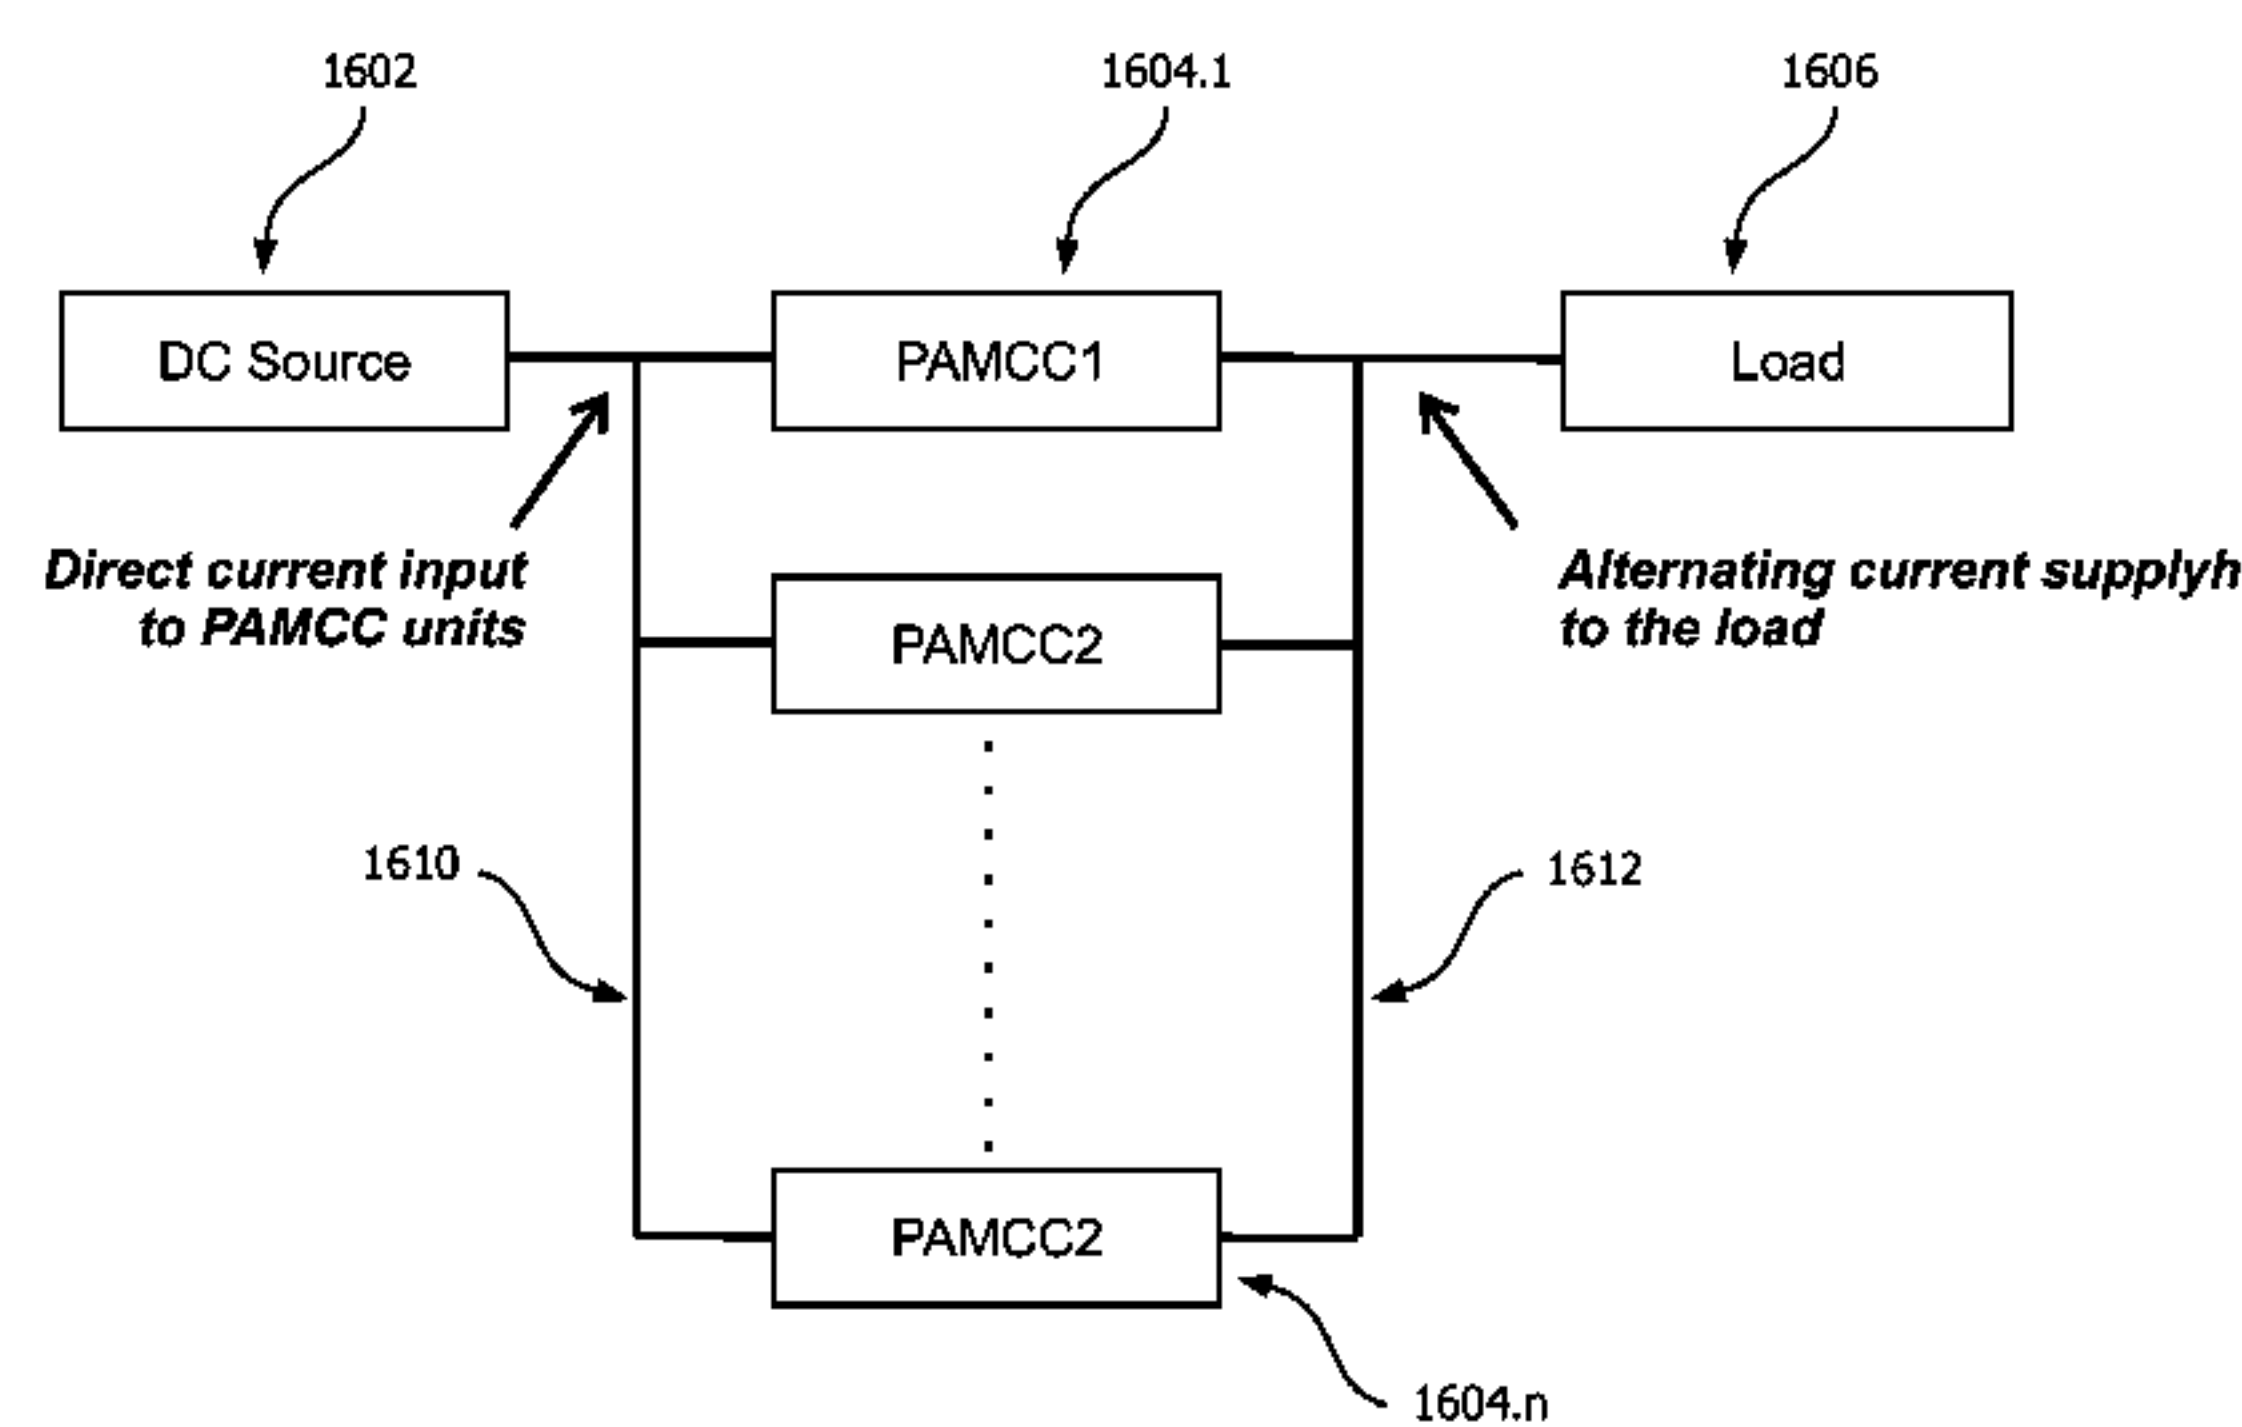 1602
1604.1
1606
DC Source
PAMCC1
Load
Direct current input
to PAMCC units
Alternating current supplyh
to the load
PAMCC2
1610
1612
PAMCC2
1604.n